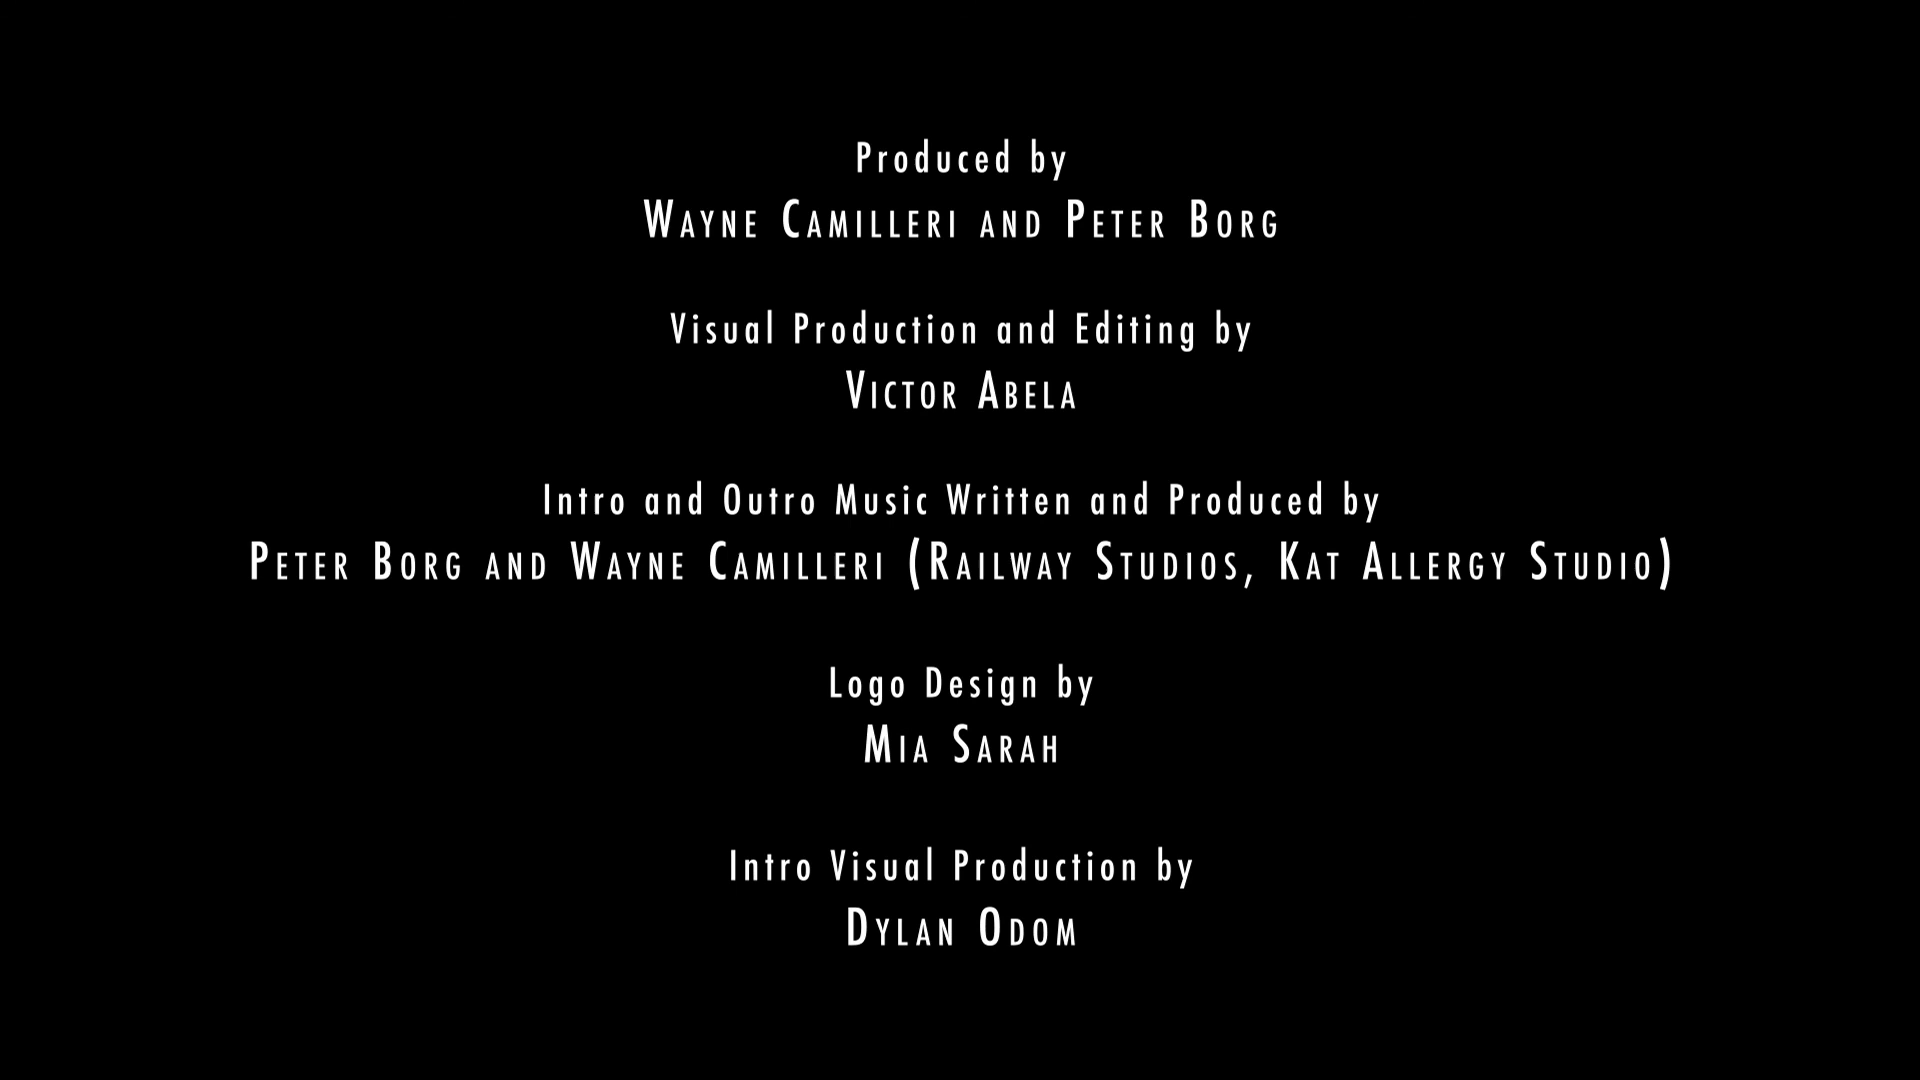 Produced by
Wayne Camilleri and Peter Borg
Visual Production and Editing by
Victor Abela
Intro and Outro Music Written and Produced by
Peter Borg and Wayne Camilleri (Railway Studios, Kat Allergy Studio)
Logo Design by
Mia Sarah
Intro Visual Production by
Dylan Odom